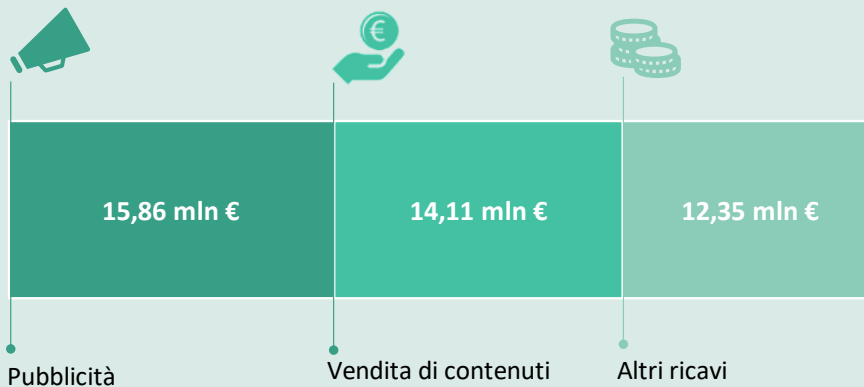 €
15,86 mln €
14,11 mln €
12,35 mln €
Pubblicità
Vendita di contenuti
Altri ricavi